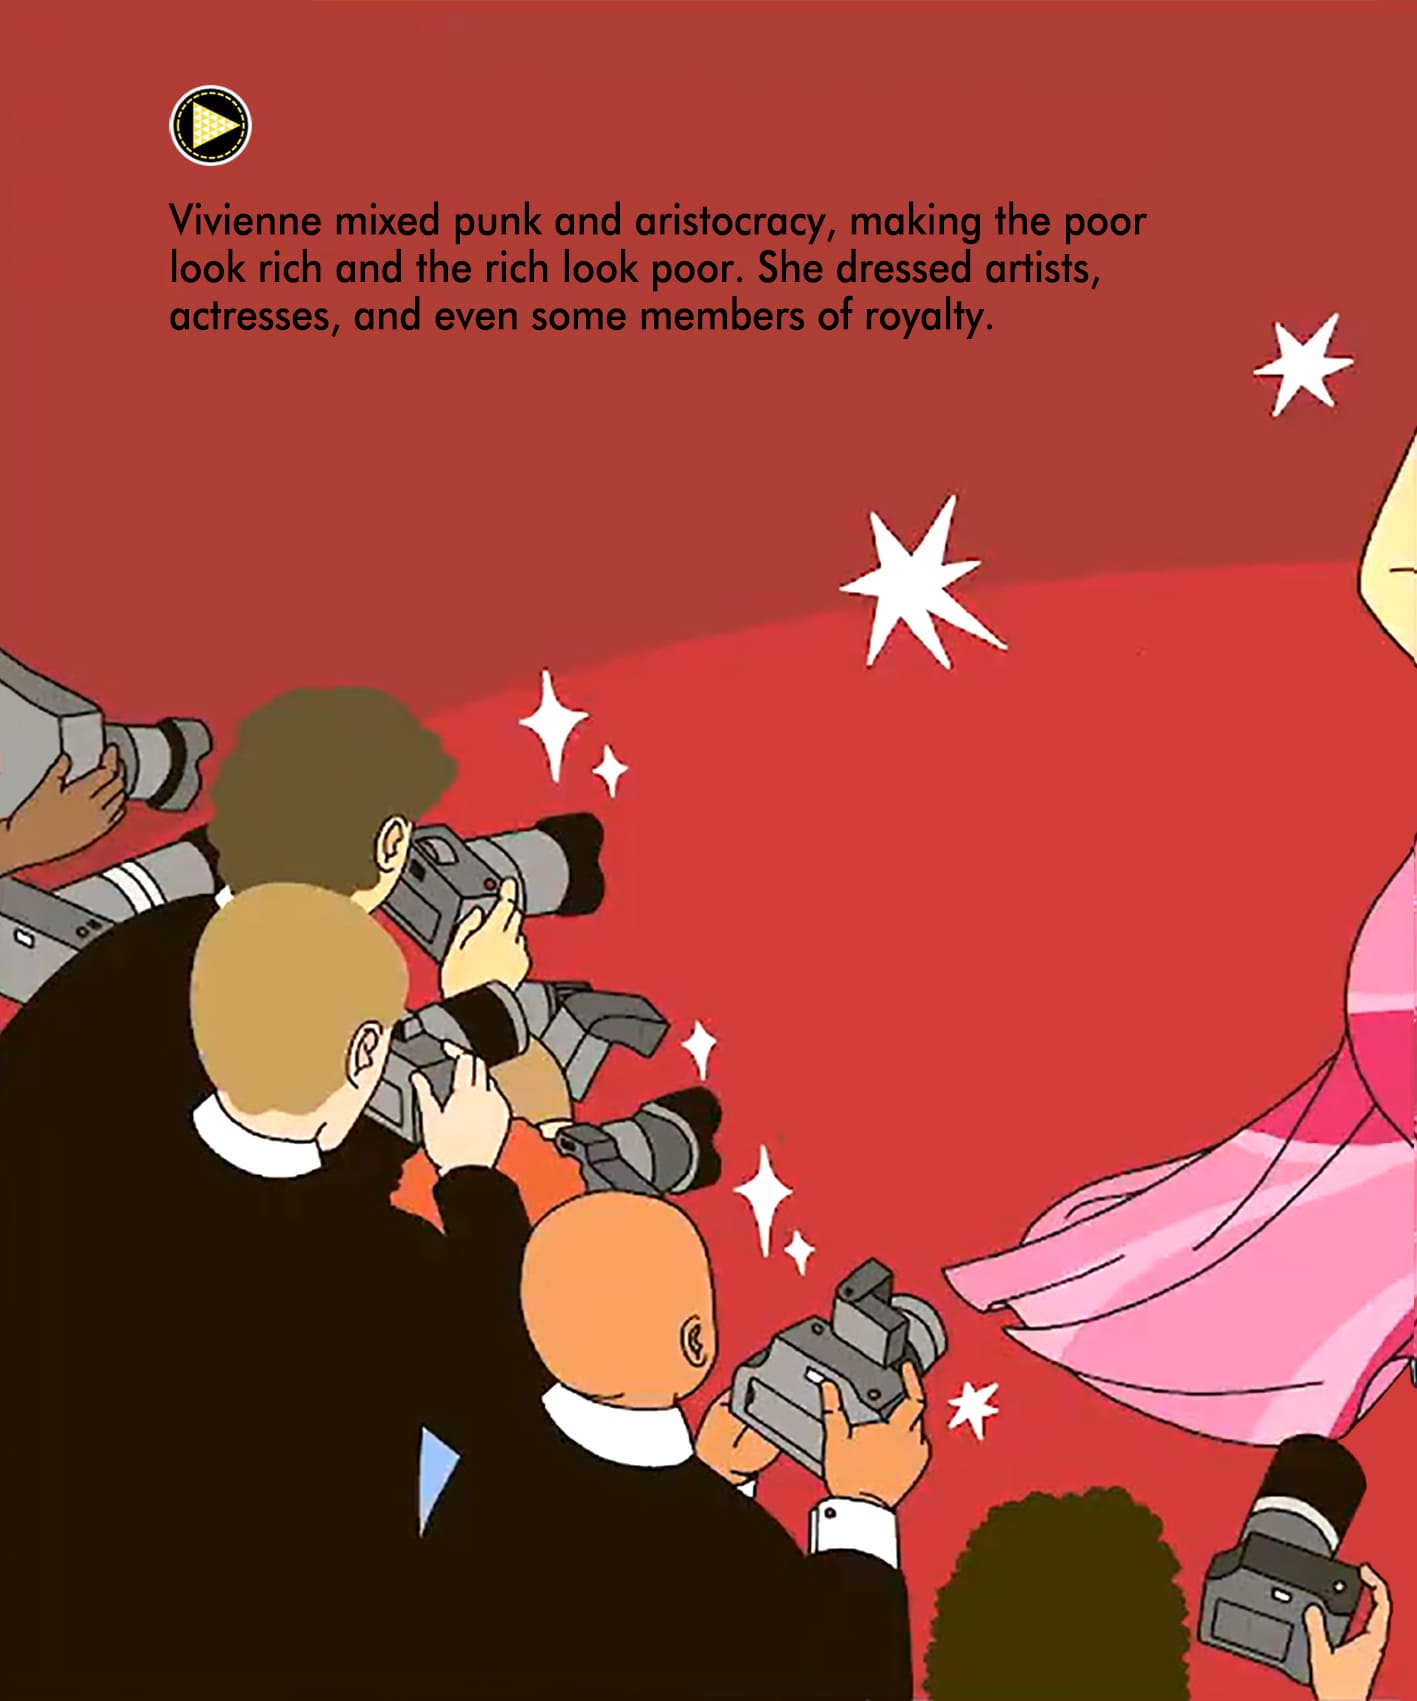 Vivienne mixed punk and aristocracy, making the poor
look rich and the rich look poor. She dressed artists,
actresses, and even some members of royalty.